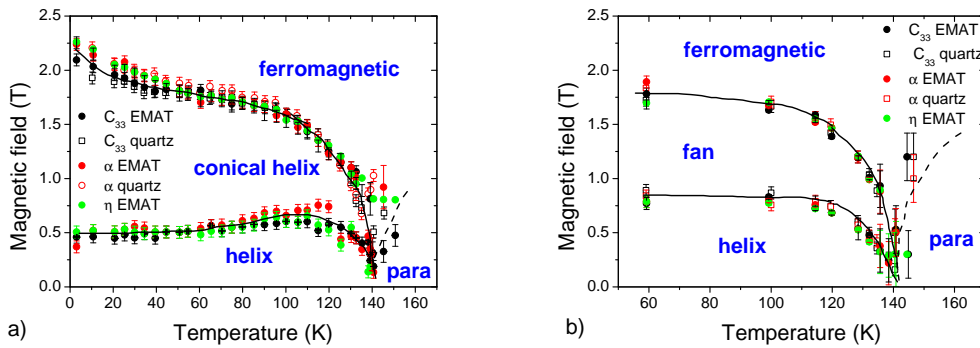 2.5
2.0
1.5
1.0
0.5
0.0
Magnetic field (T)
0 20 40 60 80 100 120 140 160
Temperature (K)
ferromagnetic
conical helix
helix
para
C33 EMAT
C33 quartz
α EMAT
α quartz
η EMAT
a)
2.5
2.0
1.5
1.0
0.5
0.0
Magnetic field (T)
60 80 100 120 140 160
Temperature (K)
ferromagnetic
fan
helix
para
C33 EMAT
C33 quartz
α EMAT
α quartz
η EMAT
b)